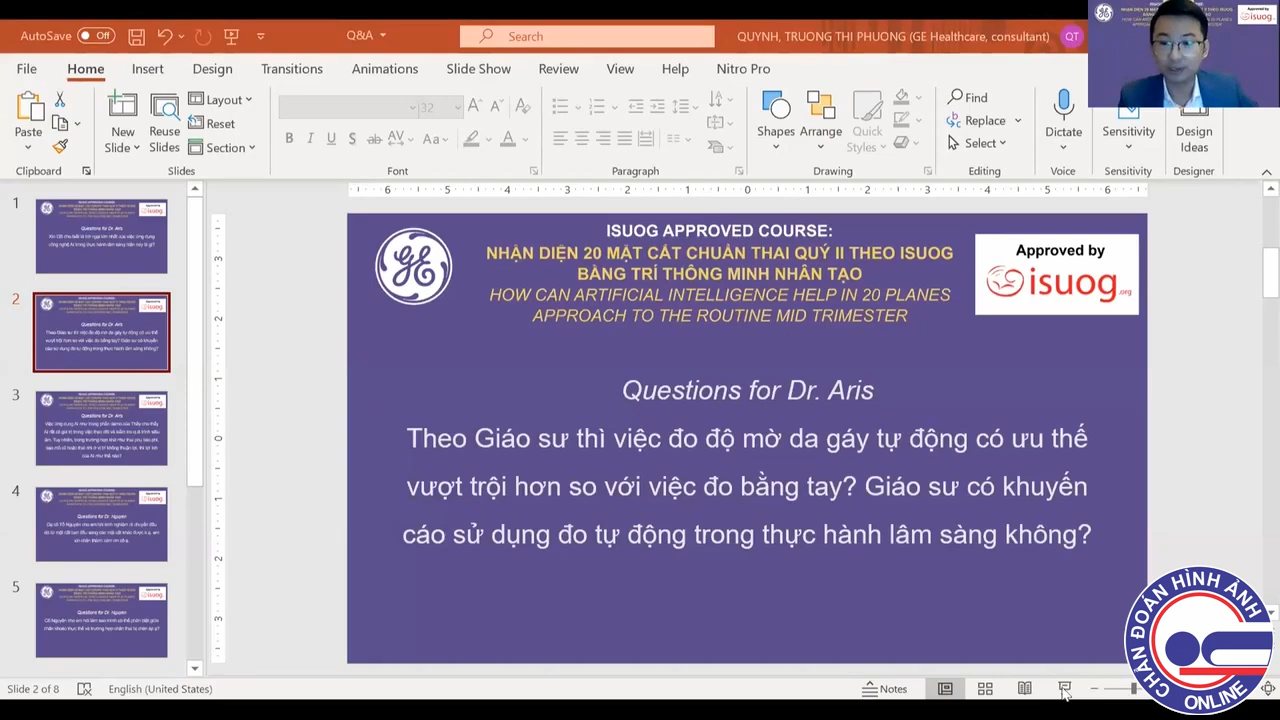 AutoSave Off
Q&A
Search
QUYNH, TRUONG THI PHUONG (GE Healthcare, consultant)
QT
File Home Insert Design Transitions Animations Slide Show Review View Help Nitro Pro
Paste
New Slide
Reuse Slides
Layout
Reset
Section
32
Shapes
Arrange
Quick Styles
Find
Replace
Select
Dictate
Sensitivity
Design Ideas
Clipboard Slides Font Paragraph Drawing Editing Voice Sensitivity Designer
ISUOG APPROVED COURSE:
NHẬN DIỆN 20 MẶT CẮT CHUẨN THAI QUÝ II THEO ISUOG
BẰNG TRÍ THÔNG MINH NHÂN TẠO
HOW CAN ARTIFICIAL INTELLIGENCE HELP IN 20 PLANES
APPROACH TO THE ROUTINE MID TRIMESTER
Approved by
isuog.org
Questions for Dr. Aris
Theo Giáo sư thì việc đo độ mờ da gáy tự động có ưu thế
vượt trội hơn so với việc đo bằng tay? Giáo sư có khuyến
cáo sử dụng đo tự động trong thực hành lâm sàng không?
1
2
3
4
5
Slide 2 of 8
English (United States)
Notes
CHẨN ĐOÁN HÌNH ẢNH
ONLINE